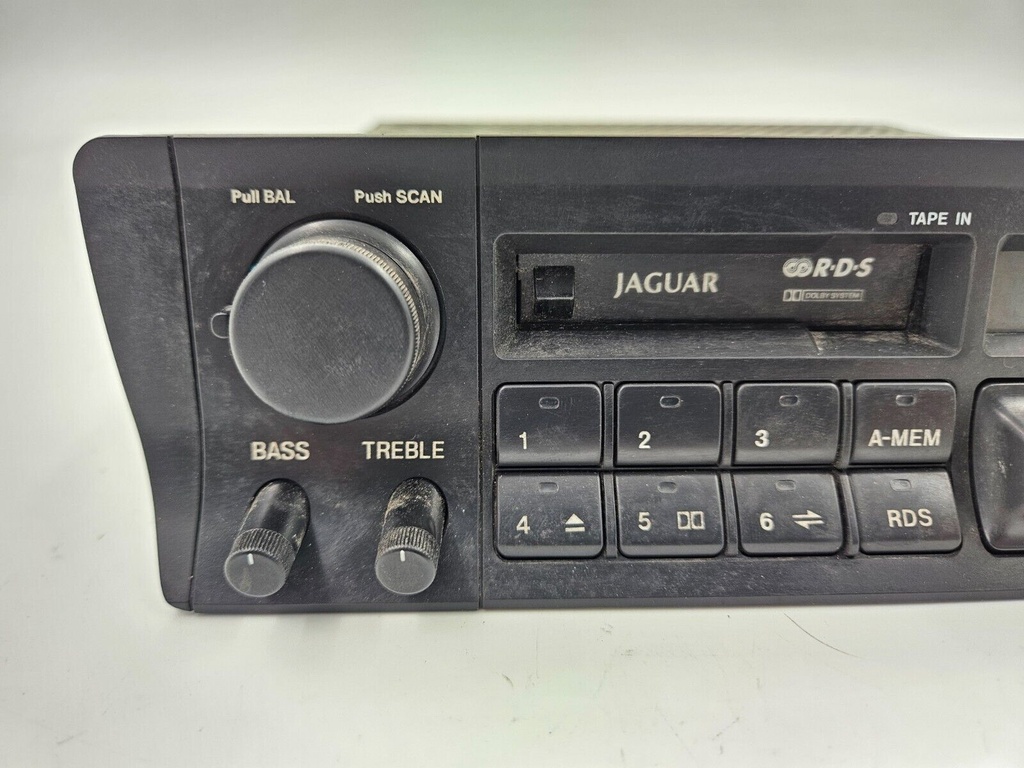 Pull BAL
Push SCAN
TAPE IN
JAGUAR
R·D·S
DOLBY SYSTEM
BASS
TREBLE
1
2
3
A-MEM
4
5
6
RDS